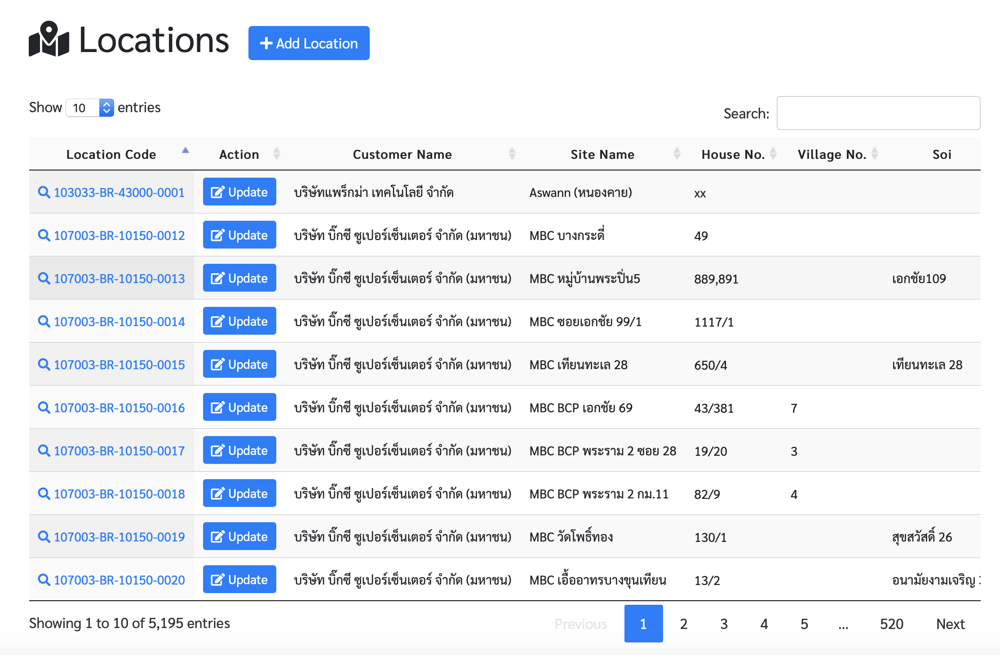 Locations
Add Location
Show 10 entries
Search:
Location Code Action Customer Name Site Name House No. Village No. Soi
103033-BR-43000-0001 Update บริษัทแพร็กม่า เทคโนโลยี จำกัด Aswann (หนองคาย) xx
107003-BR-10150-0012 Update บริษัท บิ๊กซี ซูเปอร์เซ็นเตอร์ จำกัด (มหาชน) MBC บางกระดี่ 49
107003-BR-10150-0013 Update บริษัท บิ๊กซี ซูเปอร์เซ็นเตอร์ จำกัด (มหาชน) MBC หมู่บ้านพระปิ่น5 889,891 เอกชัย109
107003-BR-10150-0014 Update บริษัท บิ๊กซี ซูเปอร์เซ็นเตอร์ จำกัด (มหาชน) MBC ซอยเอกชัย 99/1 1117/1
107003-BR-10150-0015 Update บริษัท บิ๊กซี ซูเปอร์เซ็นเตอร์ จำกัด (มหาชน) MBC เทียนทะเล 28 650/4 เทียนทะเล 28
107003-BR-10150-0016 Update บริษัท บิ๊กซี ซูเปอร์เซ็นเตอร์ จำกัด (มหาชน) MBC BCP เอกชัย 69 43/381 7
107003-BR-10150-0017 Update บริษัท บิ๊กซี ซูเปอร์เซ็นเตอร์ จำกัด (มหาชน) MBC BCP พระราม 2 ซอย 28 19/20 3
107003-BR-10150-0018 Update บริษัท บิ๊กซี ซูเปอร์เซ็นเตอร์ จำกัด (มหาชน) MBC BCP พระราม 2 กม.11 82/9 4
107003-BR-10150-0019 Update บริษัท บิ๊กซี ซูเปอร์เซ็นเตอร์ จำกัด (มหาชน) MBC วัดโพธิ์ทอง 130/1 สุขสวัสดิ์ 26
107003-BR-10150-0020 Update บริษัท บิ๊กซี ซูเปอร์เซ็นเตอร์ จำกัด (มหาชน) MBC เอื้ออาทรบางขุนเทียน 13/2 อนามัยงามเจริญ
Showing 1 to 10 of 5,195 entries
Previous 1 2 3 4 5 ... 520 Next